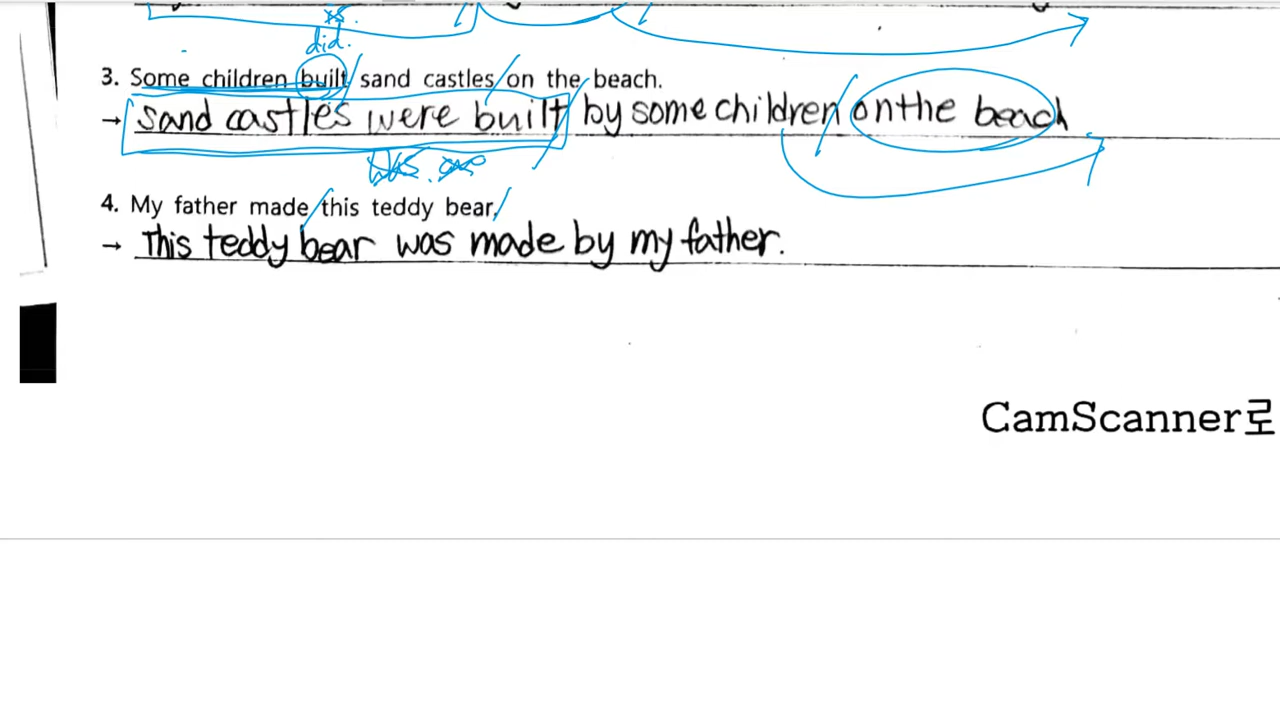 did.
3. Some children built sand castles on the beach.
→ sand castles were built by some children on the beach
4. My father made this teddy bear.
→ This teddy bear was made by my father.
CamScanner로